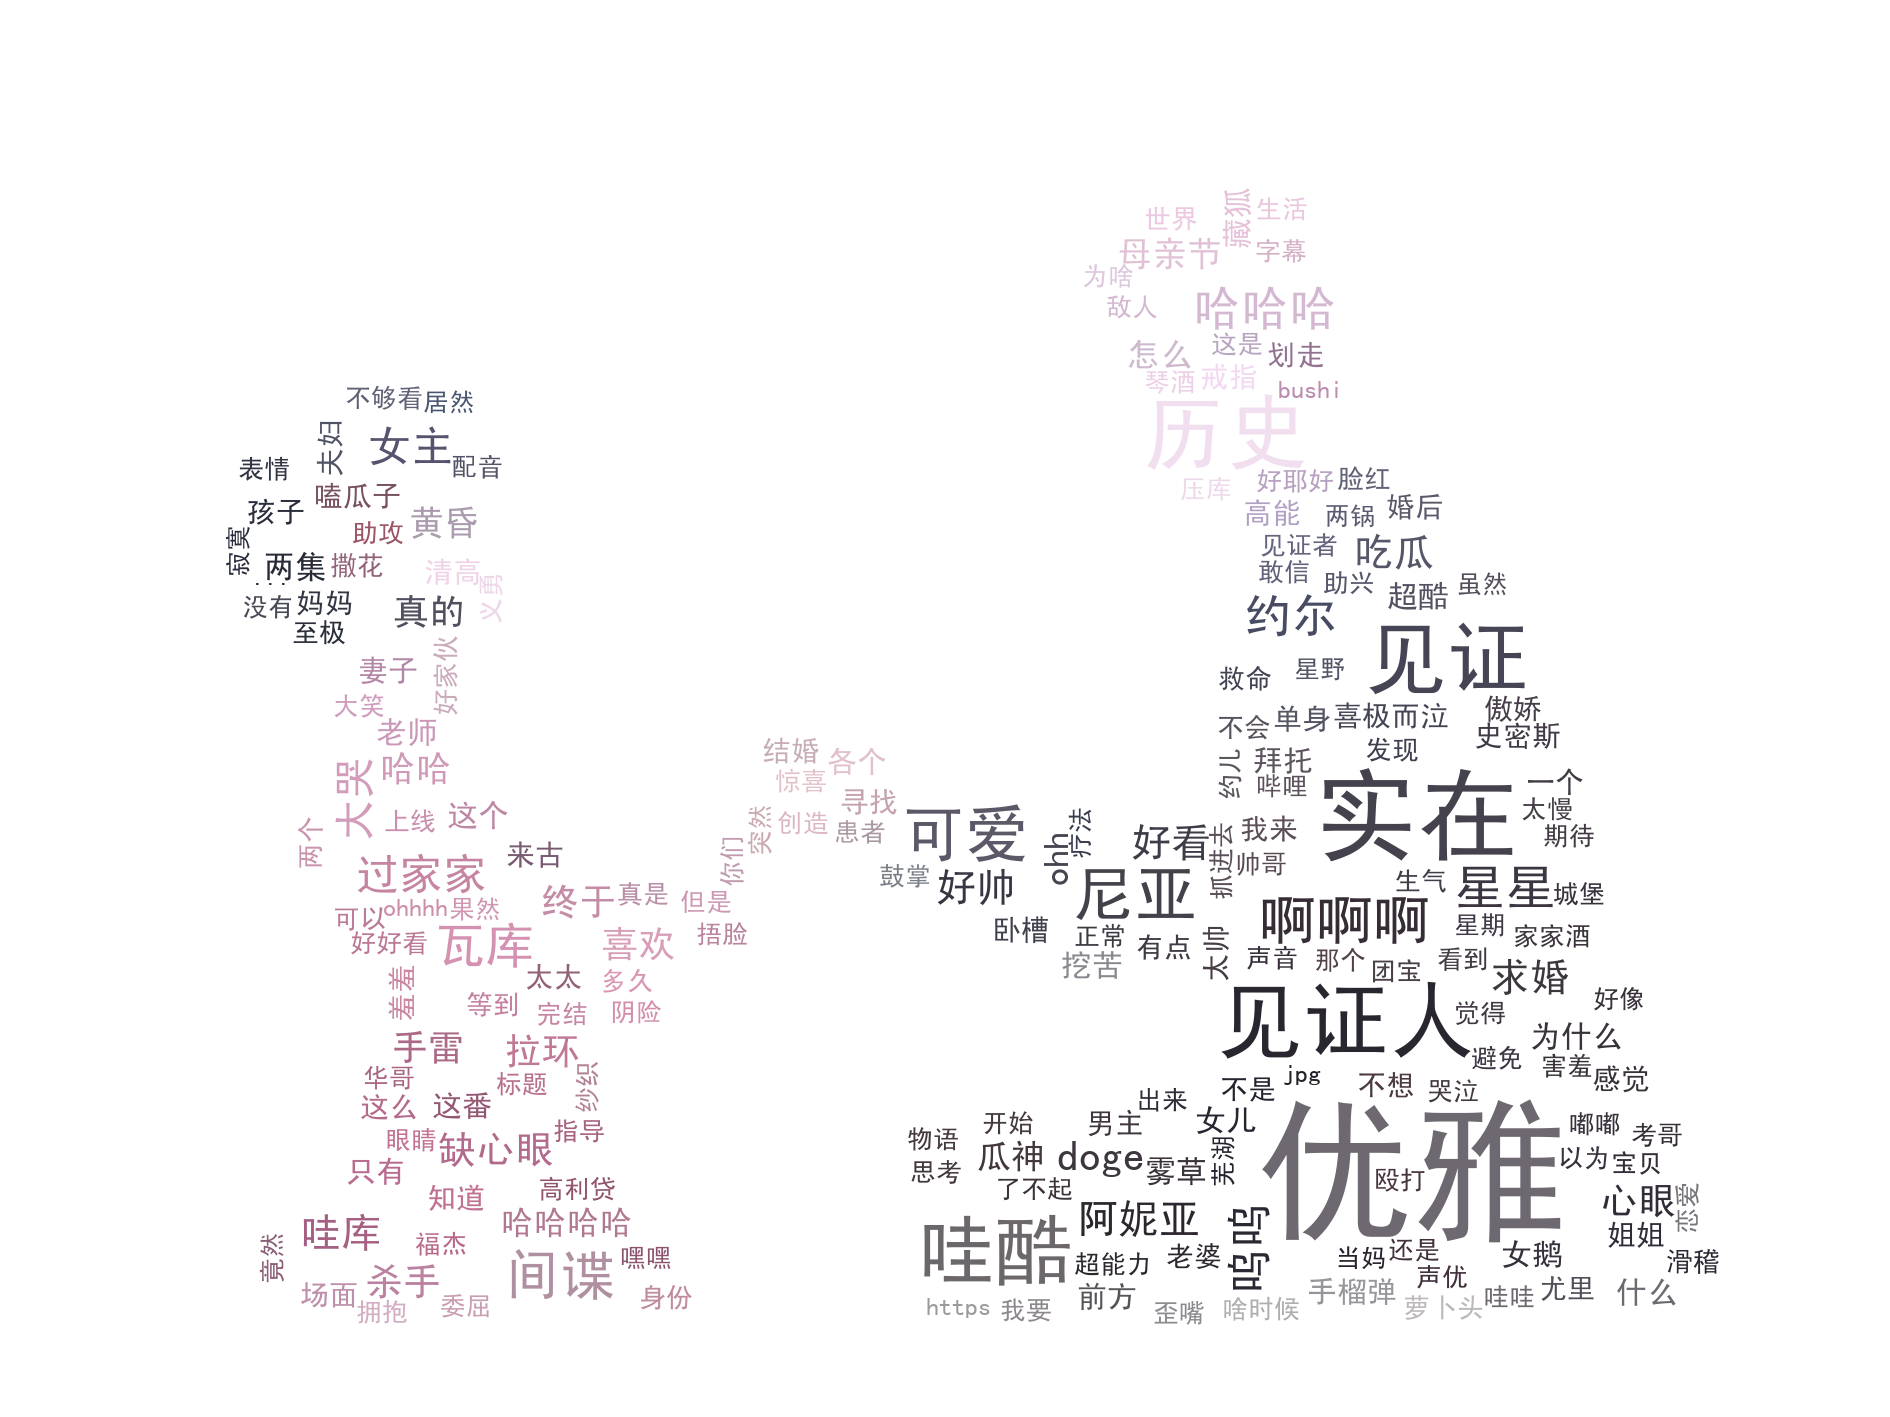 世界
藏狐
生活
母亲节
字幕
为啥
敌人
哈哈哈
怎么
这是
划走
琴酒
戒指
bushi
历史
压库
好耶好
脸红
高能
两锅
婚后
见证者
吃瓜
敢信
助兴
超酷
虽然
约尔
见证
救命
星野
不会
单身
喜极而泣
傲娇
史密斯
发现
约儿
拜托
哔哩
实在
一个
太慢
期待
我来
帅哥
抓进去
生气
星星
城堡
啊啊啊
星期
家家酒
声音
那个
团宝
看到
求婚
太帅
见证人
觉得
好像
为什么
避免
害羞
感觉
不是
jpg
不想
哭泣
不够看
居然
夫妇
女主
配音
表情
嗑瓜子
孩子
助攻
黄昏
寂寞
两集
撒花
清高
义勇
...
没有
妈妈
真的
至极
妻子
好家伙
大笑
老师
哈哈
大哭
上线
这个
两个
来古
过家家
可以
ohhhh
果然
终于
真是
但是
好好看
瓦库
喜欢
捂脸
羞羞
太太
多久
等到
完结
阴险
手雷
拉环
华哥
标题
纱织
这么
这番
眼睛
缺心眼
指导
只有
知道
高利贷
哇库
哈哈哈哈
竟然
福杰
间谍
嘿嘿
场面
杀手
拥抱
委屈
身份
结婚
各个
惊喜
寻找
突然
创造
患者
你们
可爱
ohh
疗法
好看
鼓掌
好帅
尼亚
卧槽
正常
有点
挖苦
出来
物语
开始
男主
女儿
思考
瓜神
doge
雾草
芜湖
了不起
优雅
殴打
嘟嘟
考哥
以为
宝贝
哇酷
阿妮亚
呜呜
心眼
恋爱
姐姐
超能力
老婆
当妈
还是
女鹅
滑稽
声优
https
我要
前方
歪嘴
啥时候
手榴弹
萝卜头
哇哇
尤里
什么